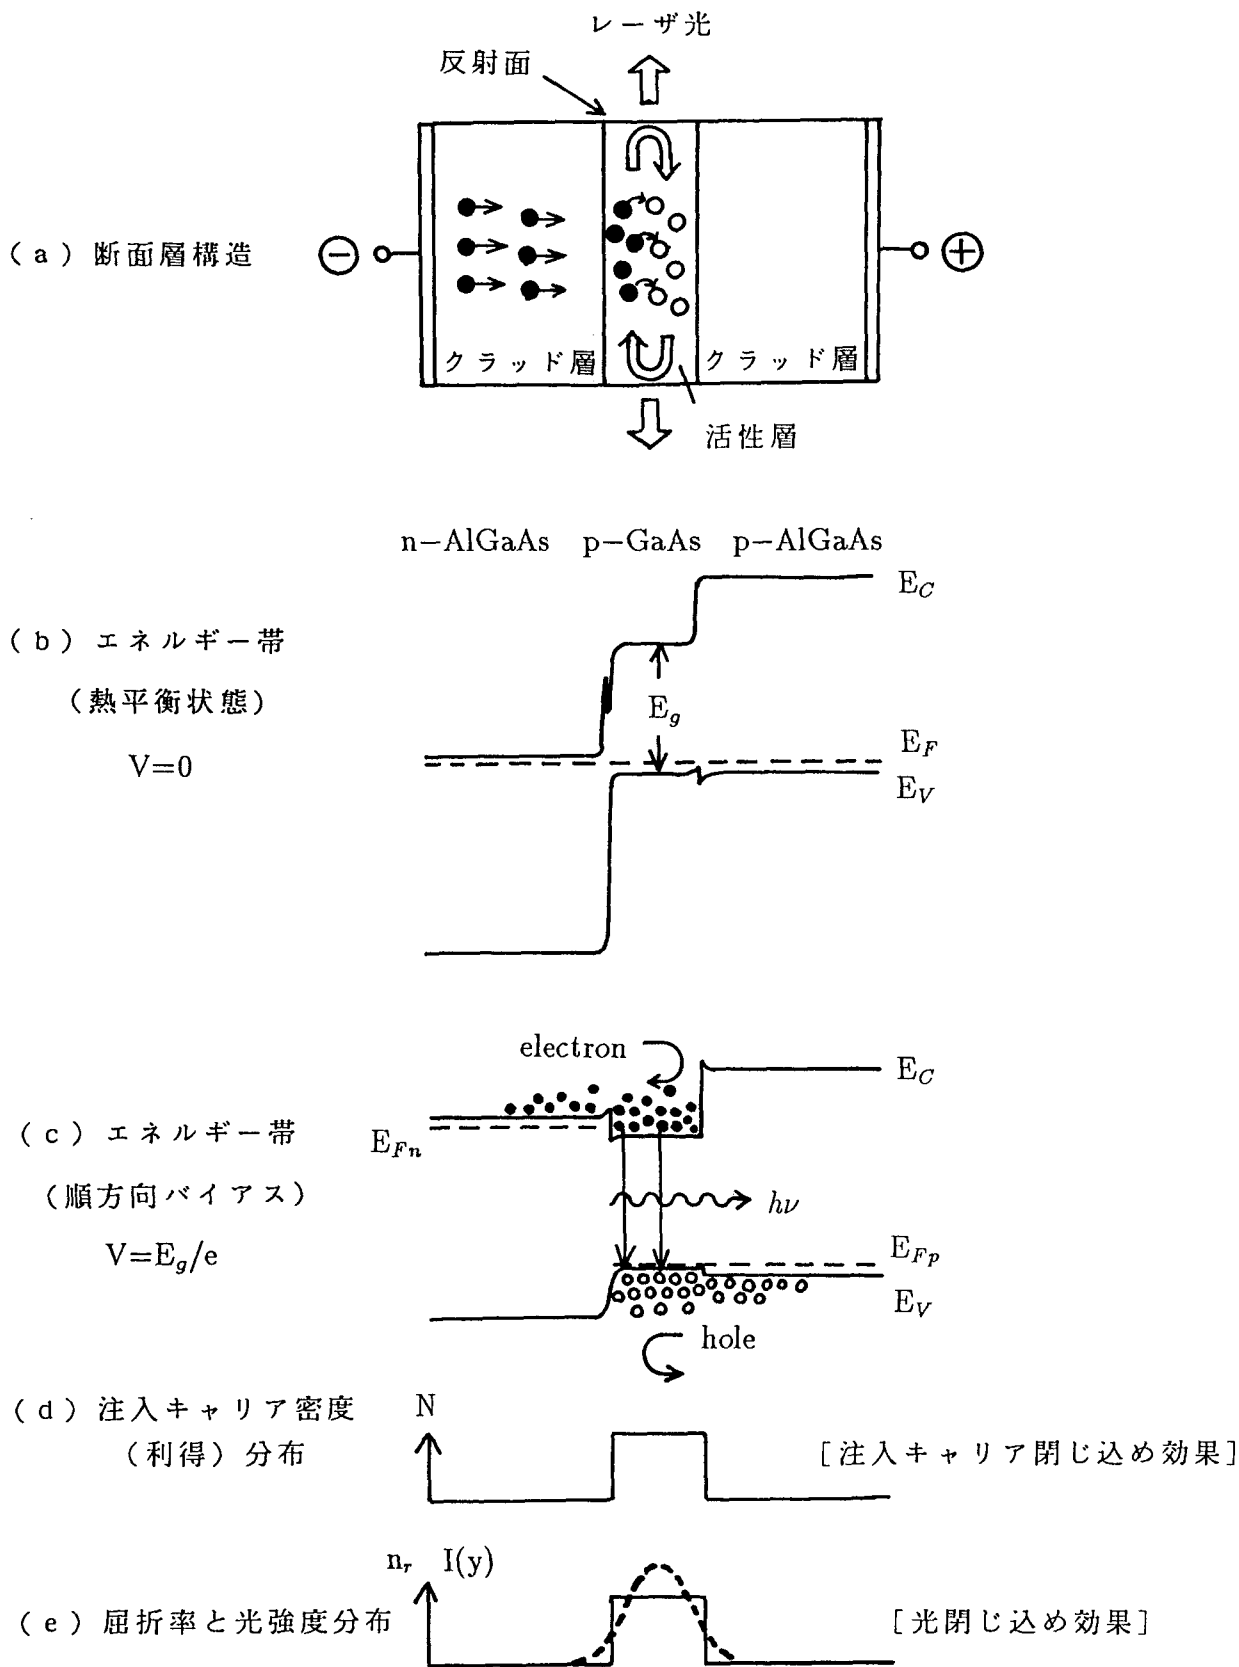 レーザ光
反射面
(a) 断面層構造
⊖
⊕
クラッド層
クラッド層
活性層
n−AlGaAs p−GaAs p−AlGaAs
E_C
(b) エネルギー帯
(熱平衡状態)
V=0
E_g
E_F
E_V
electron
E_C
(c) エネルギー帯
E_Fn
(順方向バイアス)
hν
V=E_g/e
E_Fp
E_V
hole
(d) 注入キャリア密度
N
(利得) 分布
[注入キャリア閉じ込め効果]
n_r I(y)
(e) 屈折率と光強度分布
[光閉じ込め効果]